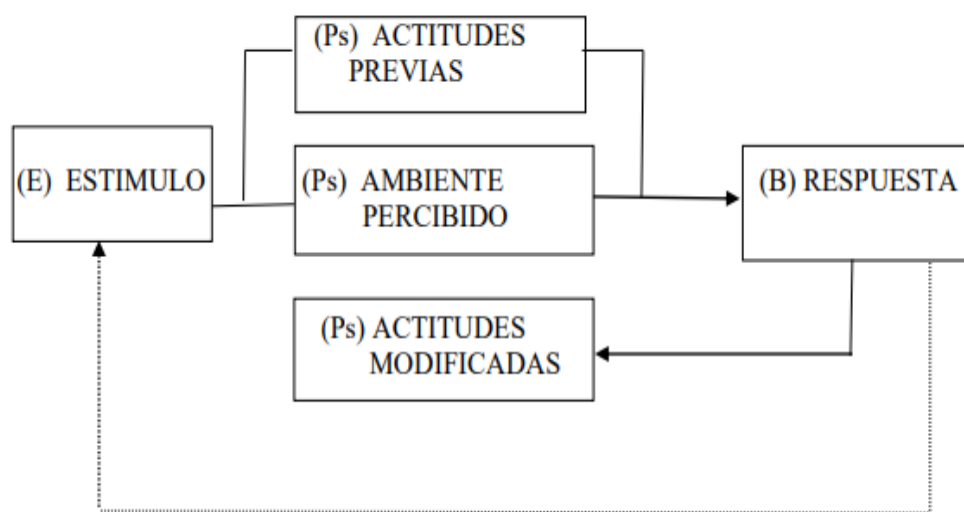 (Ps) ACTITUDES
PREVIAS
(E) ESTIMULO
(Ps) AMBIENTE
PERCIBIDO
(B) RESPUESTA
(Ps) ACTITUDES
MODIFICADAS